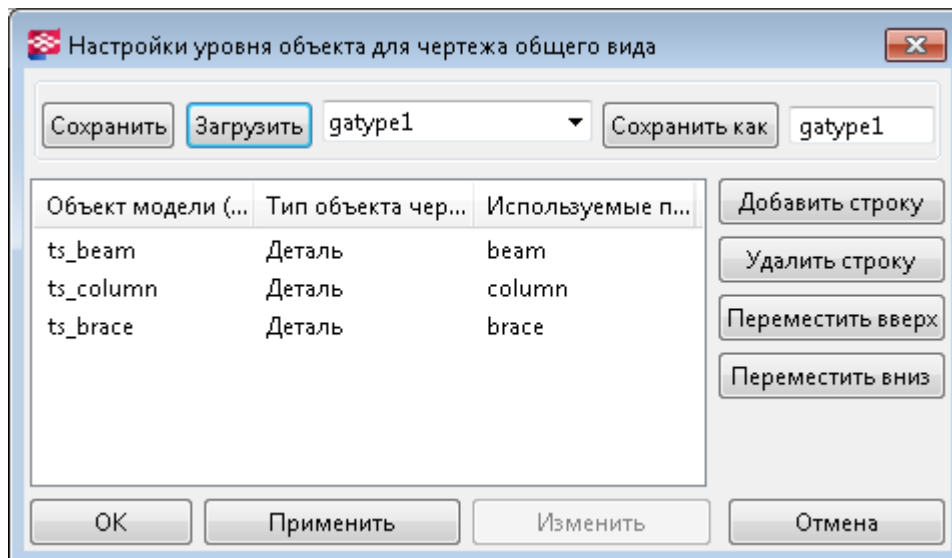 Настройки уровня объекта для чертежа общего вида
Сохранить Загрузить gatype1 Сохранить как gatype1
Объект модели (... Тип объекта чер... Используемые п... Добавить строку
ts_beam Деталь beam Удалить строку
ts_column Деталь column
ts_brace Деталь brace Переместить вверх
Переместить вниз
OK Применить Изменить Отмена